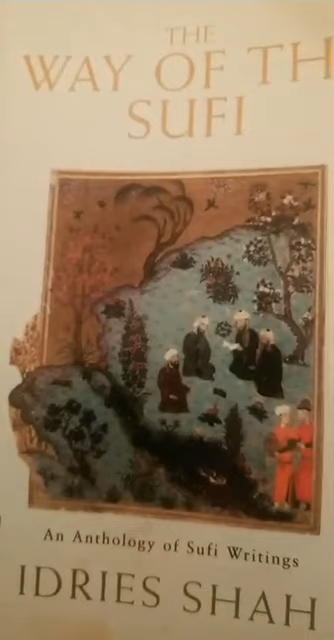 THE
WAY OF TH
SUFI
An Anthology of Sufi Writings
IDRIES SHAH